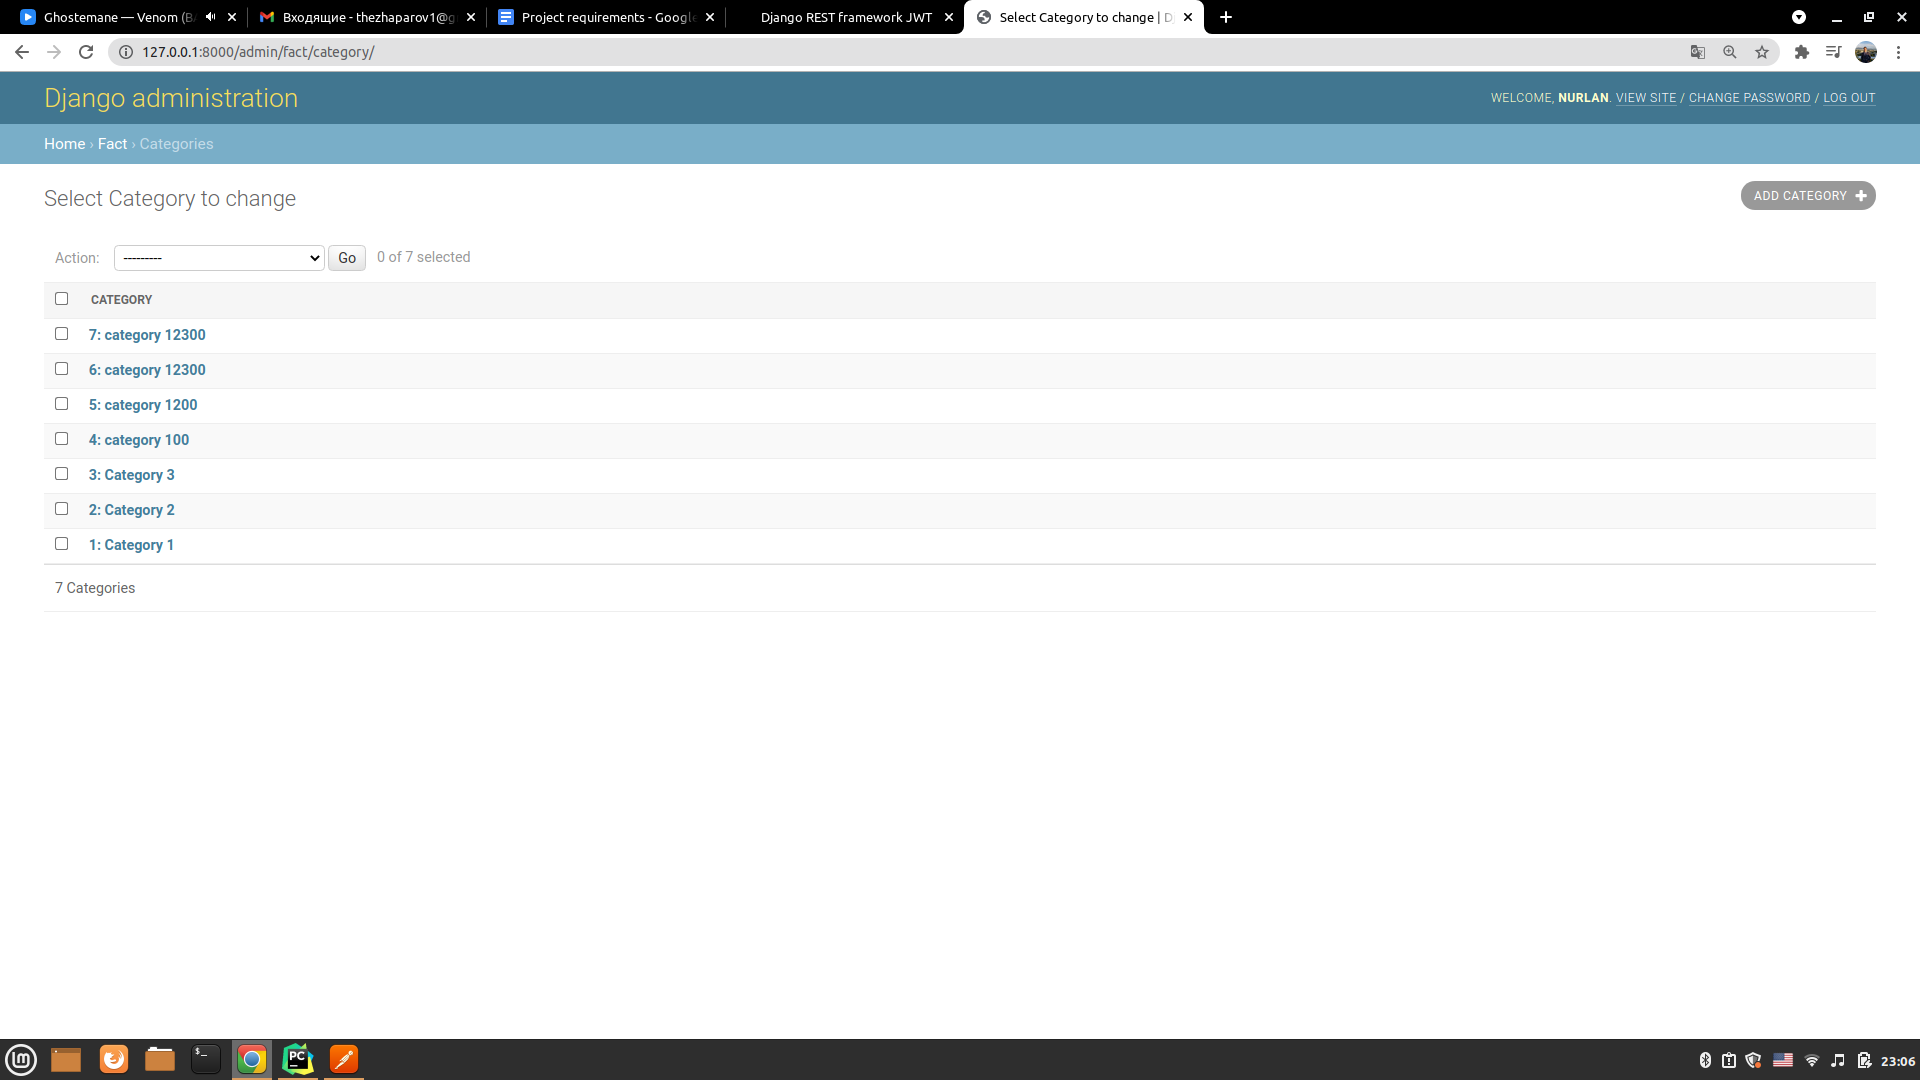 Ghostemane — Venom (B
Входящие - thezhaparov1@g
Project requirements - Google
Django REST framework JWT
Select Category to change | D
127.0.0.1:8000/admin/fact/category/
Django administration
WELCOME, NURLAN. VIEW SITE / CHANGE PASSWORD / LOG OUT
Home › Fact › Categories
Select Category to change
ADD CATEGORY
Action:
---------
Go
0 of 7 selected
CATEGORY
7: category 12300
6: category 12300
5: category 1200
4: category 100
3: Category 3
2: Category 2
1: Category 1
7 Categories
$_
PC
23:06